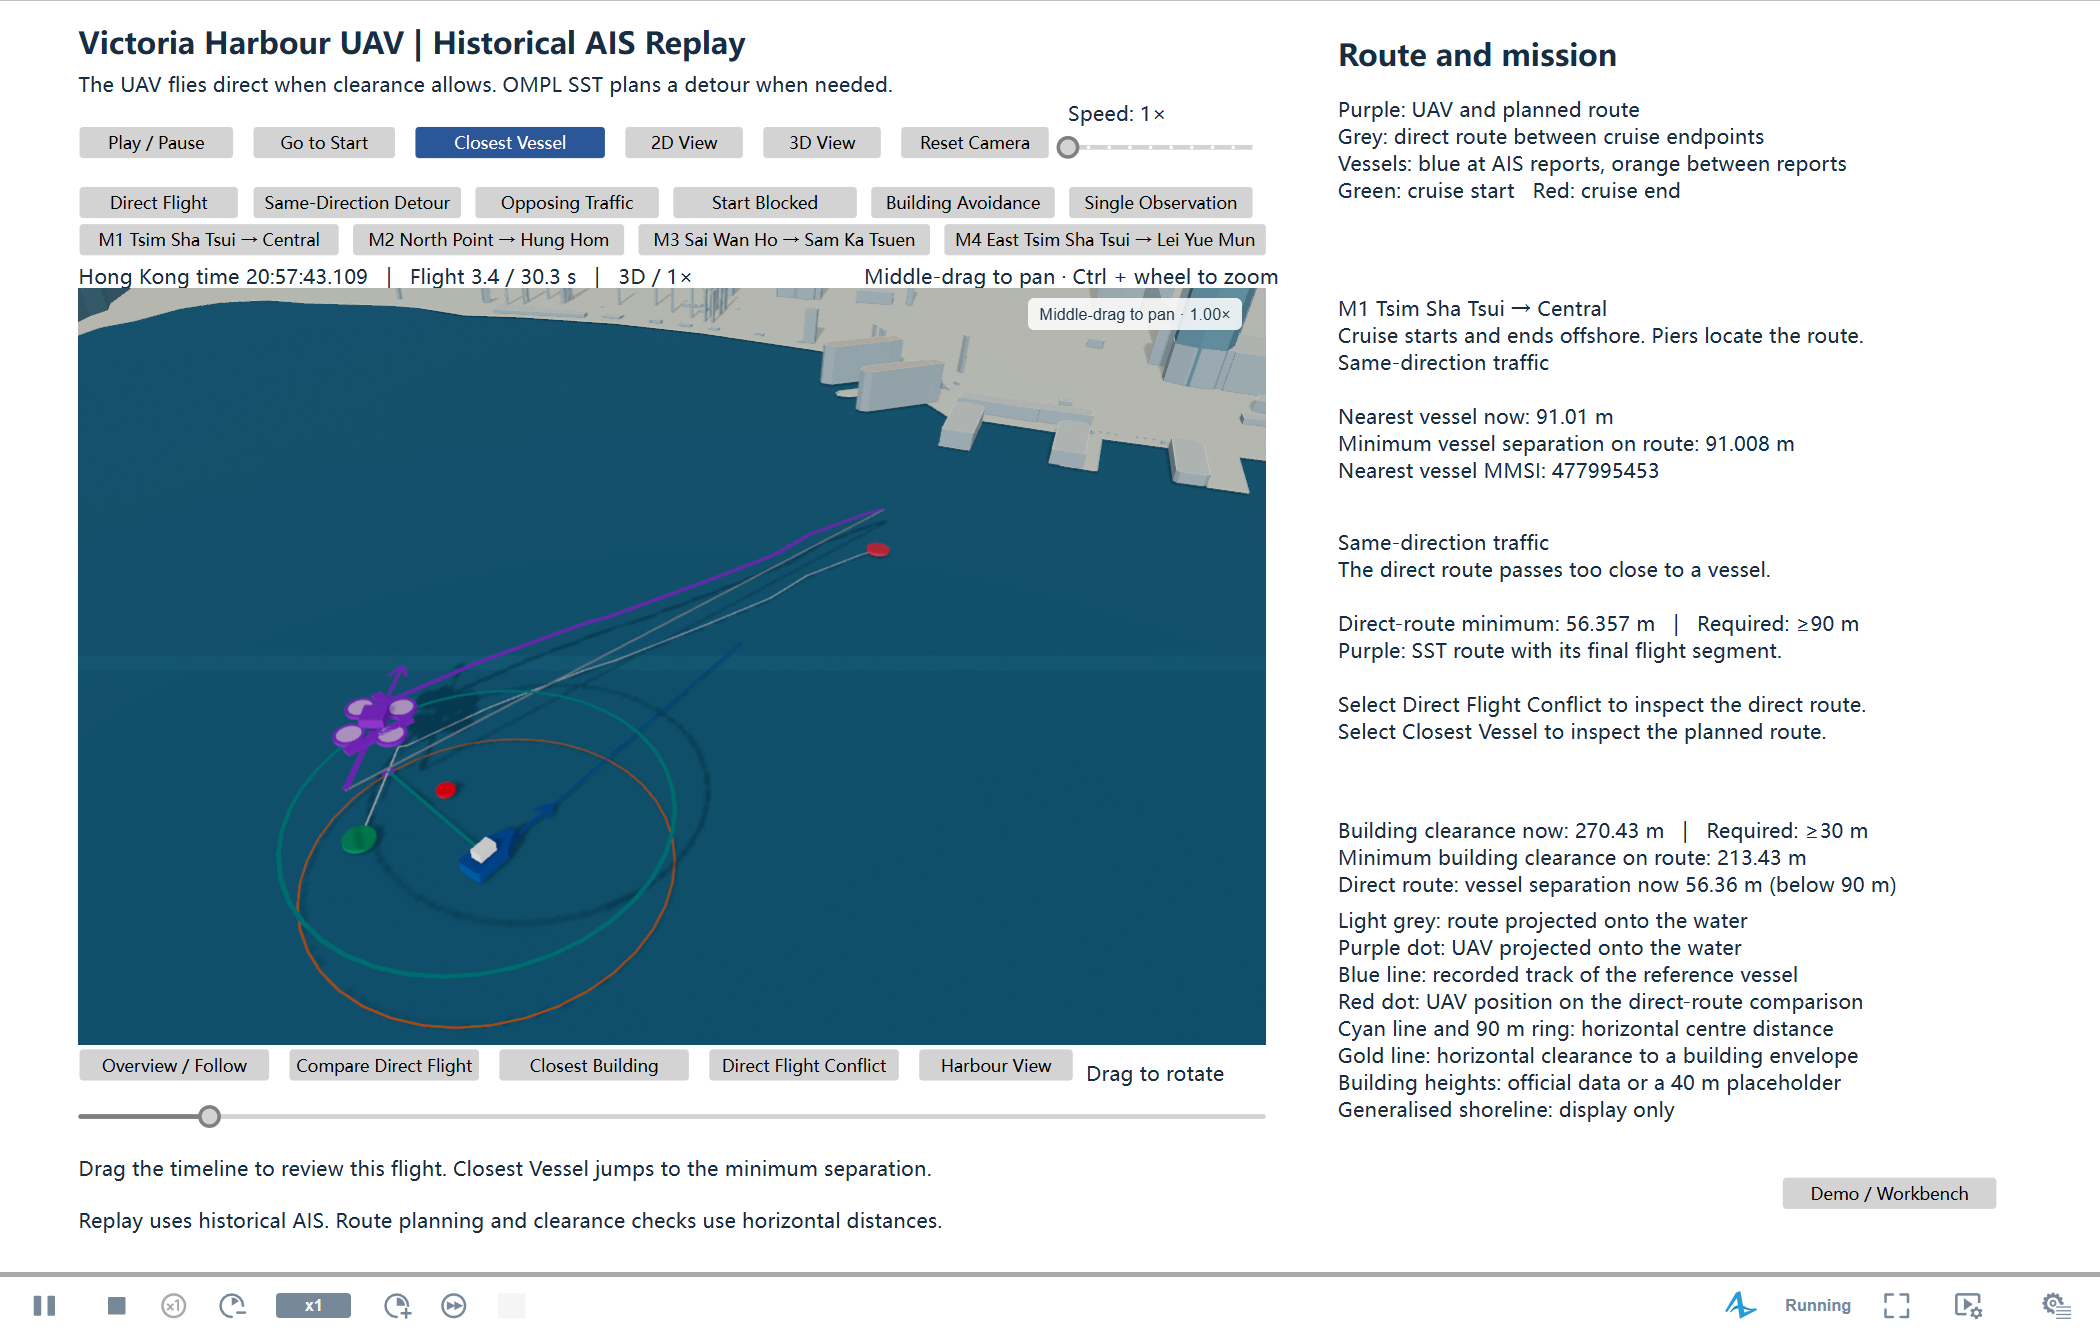 Victoria Harbour UAV | Historical AIS Replay
The UAV flies direct when clearance allows. OMPL SST plans a detour when needed.
Speed: 1×
Play / Pause
Go to Start
Closest Vessel
2D View
3D View
Reset Camera
Direct Flight
Same-Direction Detour
Opposing Traffic
Start Blocked
Building Avoidance
Single Observation
M1 Tsim Sha Tsui → Central
M2 North Point → Hung Hom
M3 Sai Wan Ho → Sam Ka Tsuen
M4 East Tsim Sha Tsui → Lei Yue Mun
Hong Kong time 20:57:43.109 | Flight 3.4 / 30.3 s | 3D / 1×
Middle-drag to pan · Ctrl + wheel to zoom
Middle-drag to pan · 1.00×
Overview / Follow
Compare Direct Flight
Closest Building
Direct Flight Conflict
Harbour View
Drag to rotate
Drag the timeline to review this flight. Closest Vessel jumps to the minimum separation.
Replay uses historical AIS. Route planning and clearance checks use horizontal distances.
Route and mission
Purple: UAV and planned route
Grey: direct route between cruise endpoints
Vessels: blue at AIS reports, orange between reports
Green: cruise start Red: cruise end
M1 Tsim Sha Tsui → Central
Cruise starts and ends offshore. Piers locate the route.
Same-direction traffic
Nearest vessel now: 91.01 m
Minimum vessel separation on route: 91.008 m
Nearest vessel MMSI: 477995453
Same-direction traffic
The direct route passes too close to a vessel.
Direct-route minimum: 56.357 m | Required: ≥90 m
Purple: SST route with its final flight segment.
Select Direct Flight Conflict to inspect the direct route.
Select Closest Vessel to inspect the planned route.
Building clearance now: 270.43 m | Required: ≥30 m
Minimum building clearance on route: 213.43 m
Direct route: vessel separation now 56.36 m (below 90 m)
Light grey: route projected onto the water
Purple dot: UAV projected onto the water
Blue line: recorded track of the reference vessel
Red dot: UAV position on the direct-route comparison
Cyan line and 90 m ring: horizontal centre distance
Gold line: horizontal clearance to a building envelope
Building heights: official data or a 40 m placeholder
Generalised shoreline: display only
Demo / Workbench
x1
x1
Running